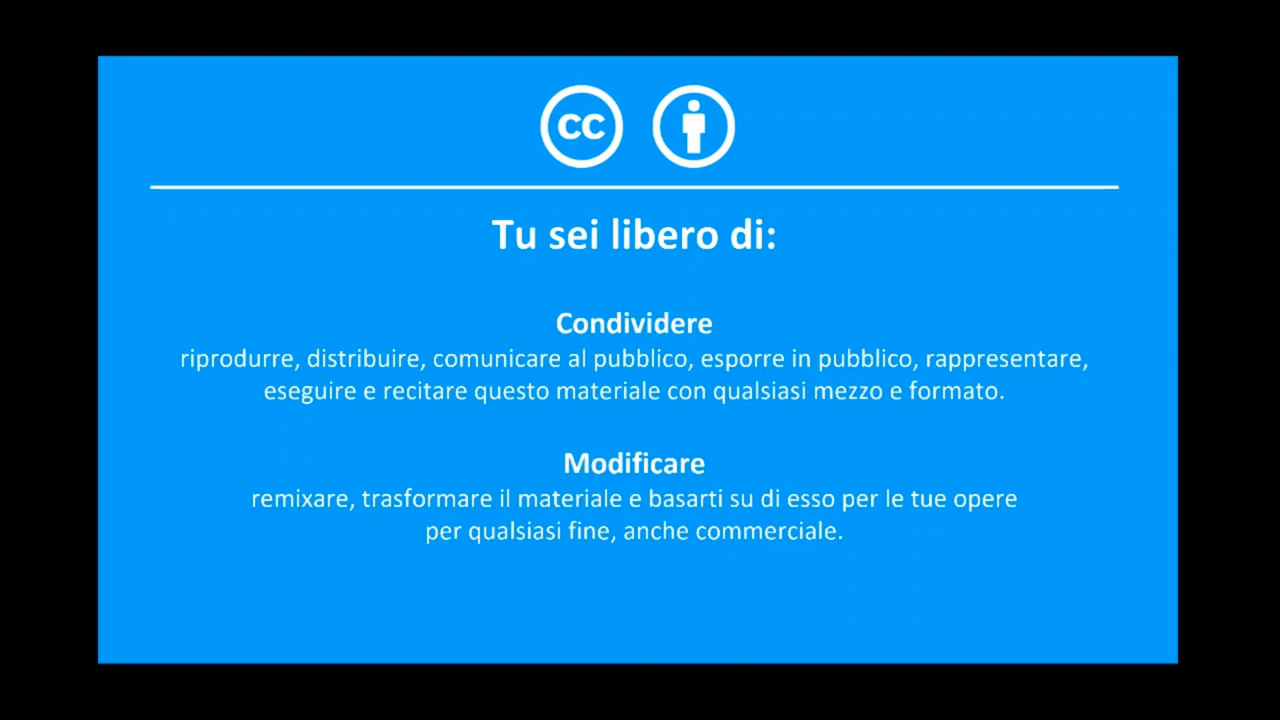 CC
Tu sei libero di:
Condividere
riprodurre, distribuire, comunicare al pubblico, esporre in pubblico, rappresentare,
eseguire e recitare questo materiale con qualsiasi mezzo e formato.
Modificare
remixare, trasformare il materiale e basarti su di esso per le tue opere
per qualsiasi fine, anche commerciale.